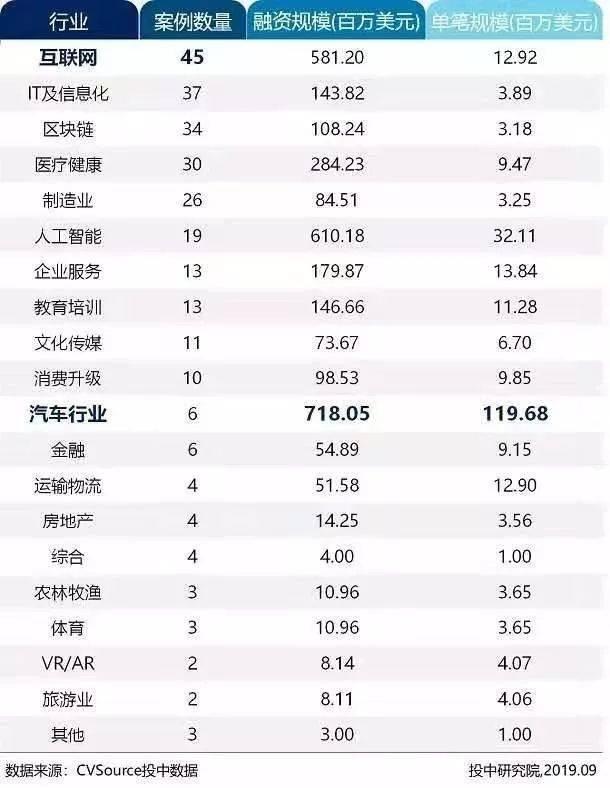 行业 案例数量 融资规模(百万美元) 单笔规模(百万美元)
互联网 45 581.20 12.92
IT及信息化 37 143.82 3.89
区块链 34 108.24 3.18
医疗健康 30 284.23 9.47
制造业 26 84.51 3.25
人工智能 19 610.18 32.11
企业服务 13 179.87 13.84
教育培训 13 146.66 11.28
文化传媒 11 73.67 6.70
消费升级 10 98.53 9.85
汽车行业 6 718.05 119.68
金融 6 54.89 9.15
运输物流 4 51.58 12.90
房地产 4 14.25 3.56
综合 4 4.00 1.00
农林牧渔 3 10.96 3.65
体育 3 10.96 3.65
VR/AR 2 8.14 4.07
旅游业 2 8.11 4.06
其他 3 3.00 1.00
数据来源：CVSource投中数据 投中研究院,2019.09